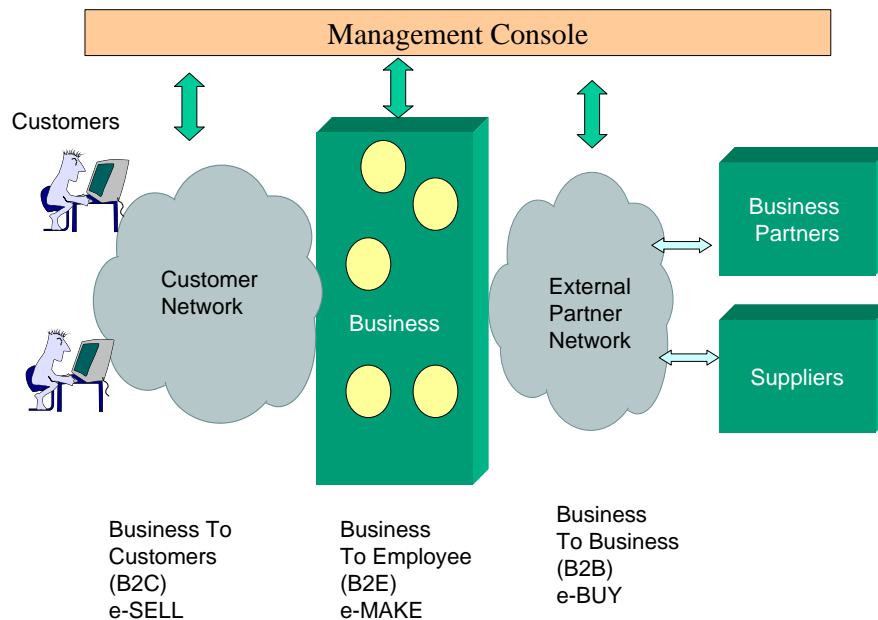 Management Console
Customers
Customer
Network
Business
External
Partner
Network
Business
Partners
Suppliers
Business To
Customers
(B2C)
e-SELL
Business
To Employee
(B2E)
e-MAKE
Business
To Business
(B2B)
e-BUY